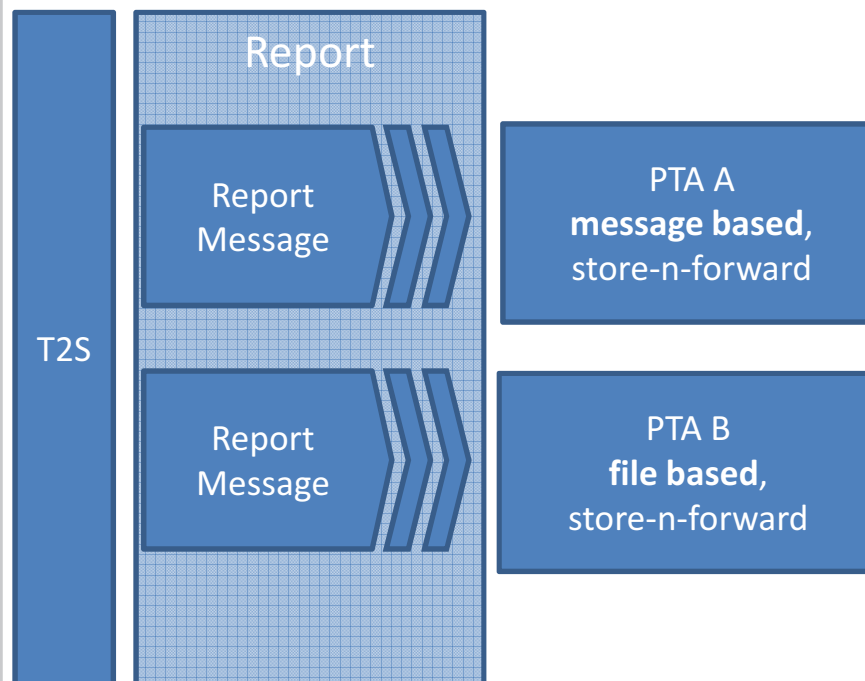 Report
T2S
Report
Message
PTA A
message based,
store-n-forward
Report
Message
PTA B
file based,
store-n-forward